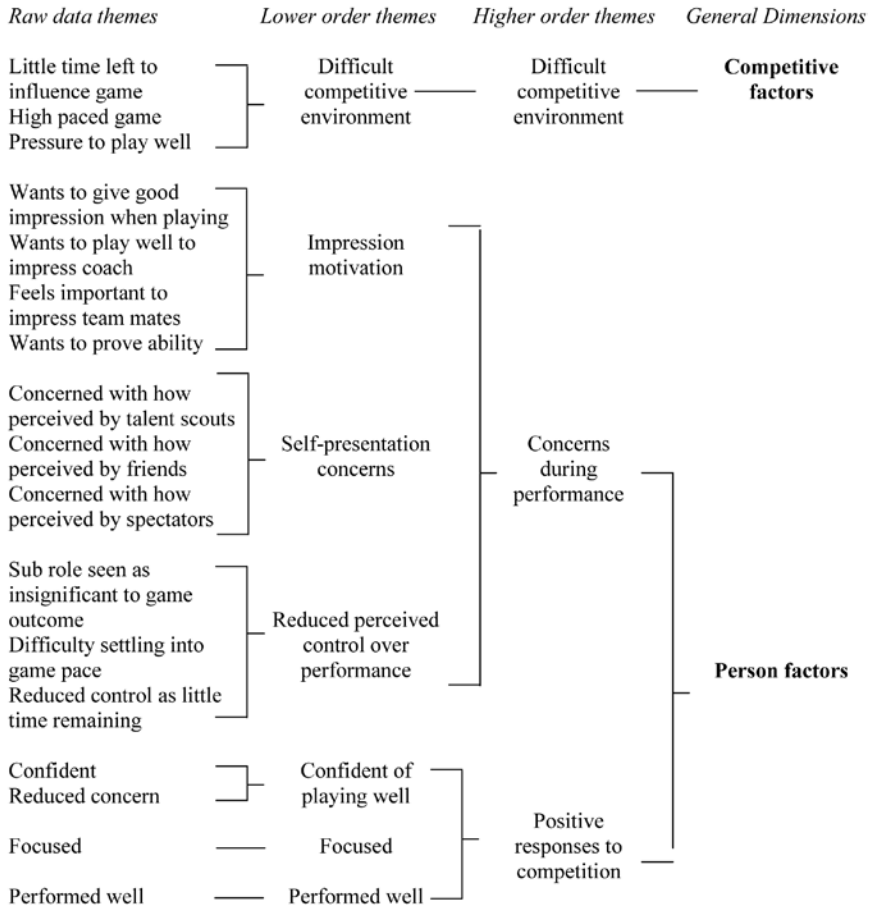 Raw data themes
Lower order themes
Higher order themes
General Dimensions
Little time left to
influence game
High paced game
Pressure to play well
Difficult
competitive
environment
Difficult
competitive
environment
Competitive
factors
Wants to give good
impression when playing
Wants to play well to
impress coach
Feels important to
impress team mates
Wants to prove ability
Impression
motivation
Concerned with how
perceived by talent scouts
Concerned with how
perceived by friends
Concerned with how
perceived by spectators
Self-presentation
concerns
Concerns
during
performance
Sub role seen as
insignificant to game
outcome
Difficulty settling into
game pace
Reduced control as little
time remaining
Reduced perceived
control over
performance
Person factors
Confident
Reduced concern
Confident of
playing well
Focused
Focused
Positive
responses to
competition
Performed well
Performed well